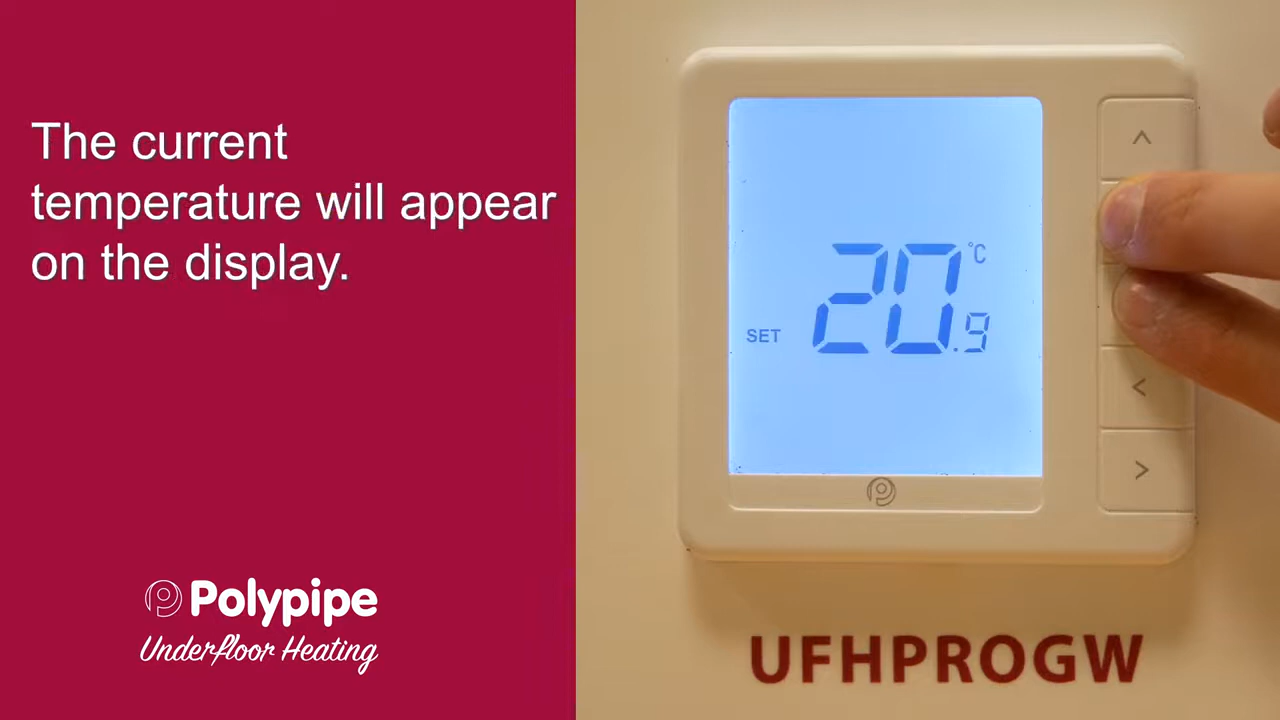 The current
temperature will appear
on the display.
Polypipe
Underfloor Heating
SET
20.9
°C
UFHPROGW